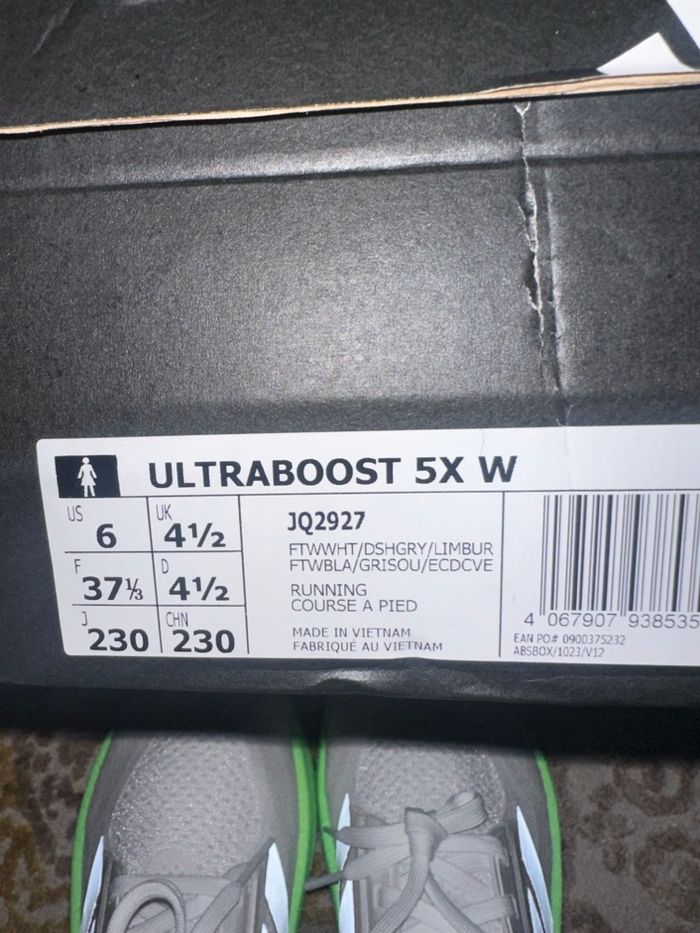 ULTRABOOST 5X W
US 6 UK 4½
F 37⅓ D 4½
J 230 CHN 230
JQ2927
FTWWHT/DSHGRY/LIMBUR
FTWBLA/GRISOU/ECDCVE
RUNNING
COURSE A PIED
MADE IN VIETNAM
FABRIQUÉ AU VIETNAM
4 067907 938535
EAN PO# 0900375232
ABSBOX/1023/V12